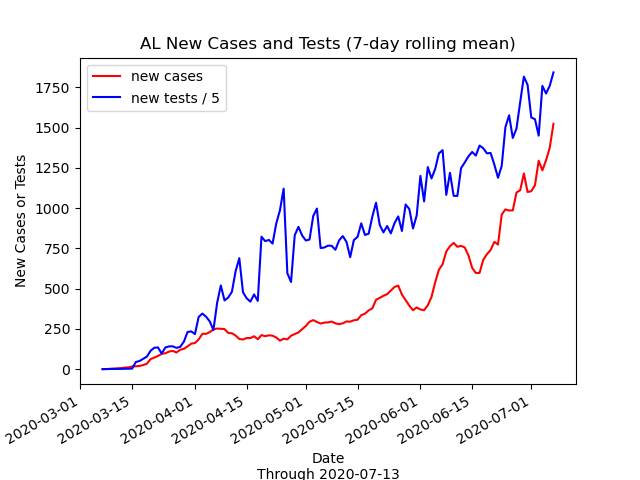 AL New Cases and Tests (7-day rolling mean)
new cases
new tests / 5
New Cases or Tests
1750
1500
1250
1000
750
500
250
0
2020-03-01
2020-03-15
2020-04-01
2020-04-15
2020-05-01
2020-05-15
2020-06-01
2020-06-15
2020-07-01
Date
Through 2020-07-13